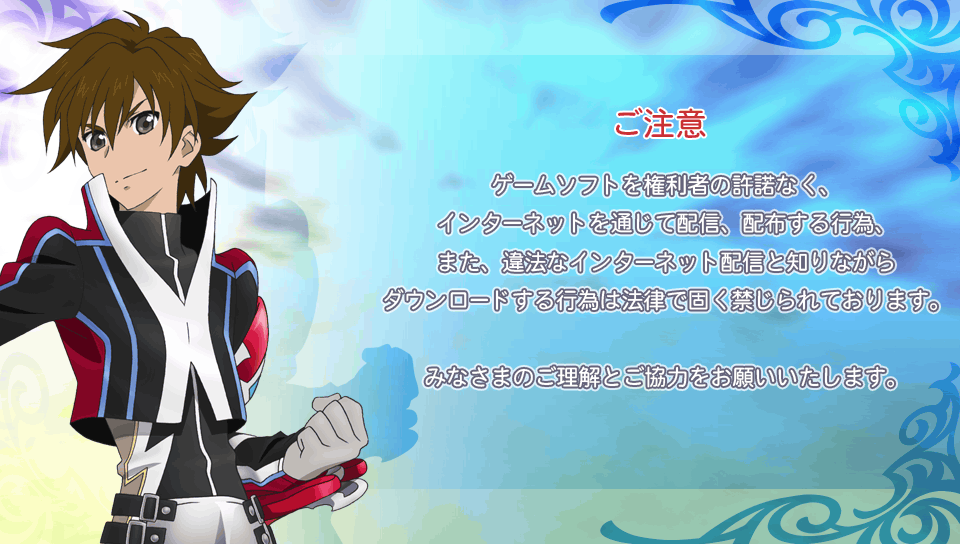 ご注意
ゲームソフトを権利者の許諾なく、
インターネットを通じて配信、配布する行為、
また、違法なインターネット配信と知りながら
ダウンロードする行為は法律で固く禁じられております。
みなさまのご理解とご協力をお願いいたします。